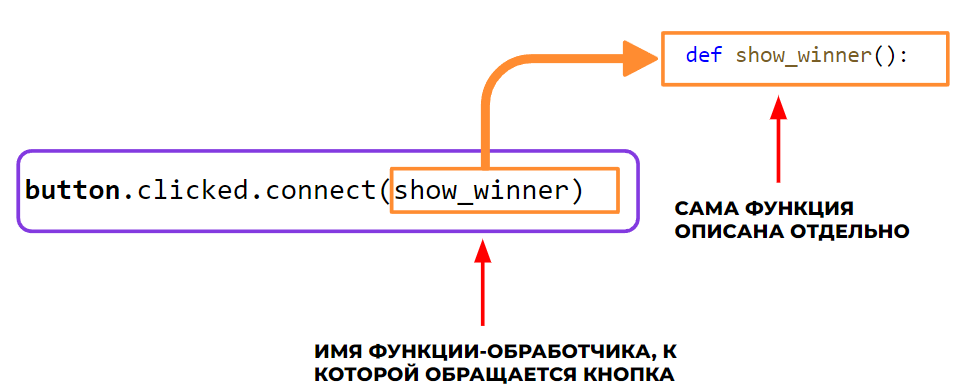 def show_winner():
button.clicked.connect(show_winner)
САМА ФУНКЦИЯ
ОПИСАНА ОТДЕЛЬНО
ИМЯ ФУНКЦИИ-ОБРАБОТЧИКА, К
КОТОРОЙ ОБРАЩАЕТСЯ КНОПКА